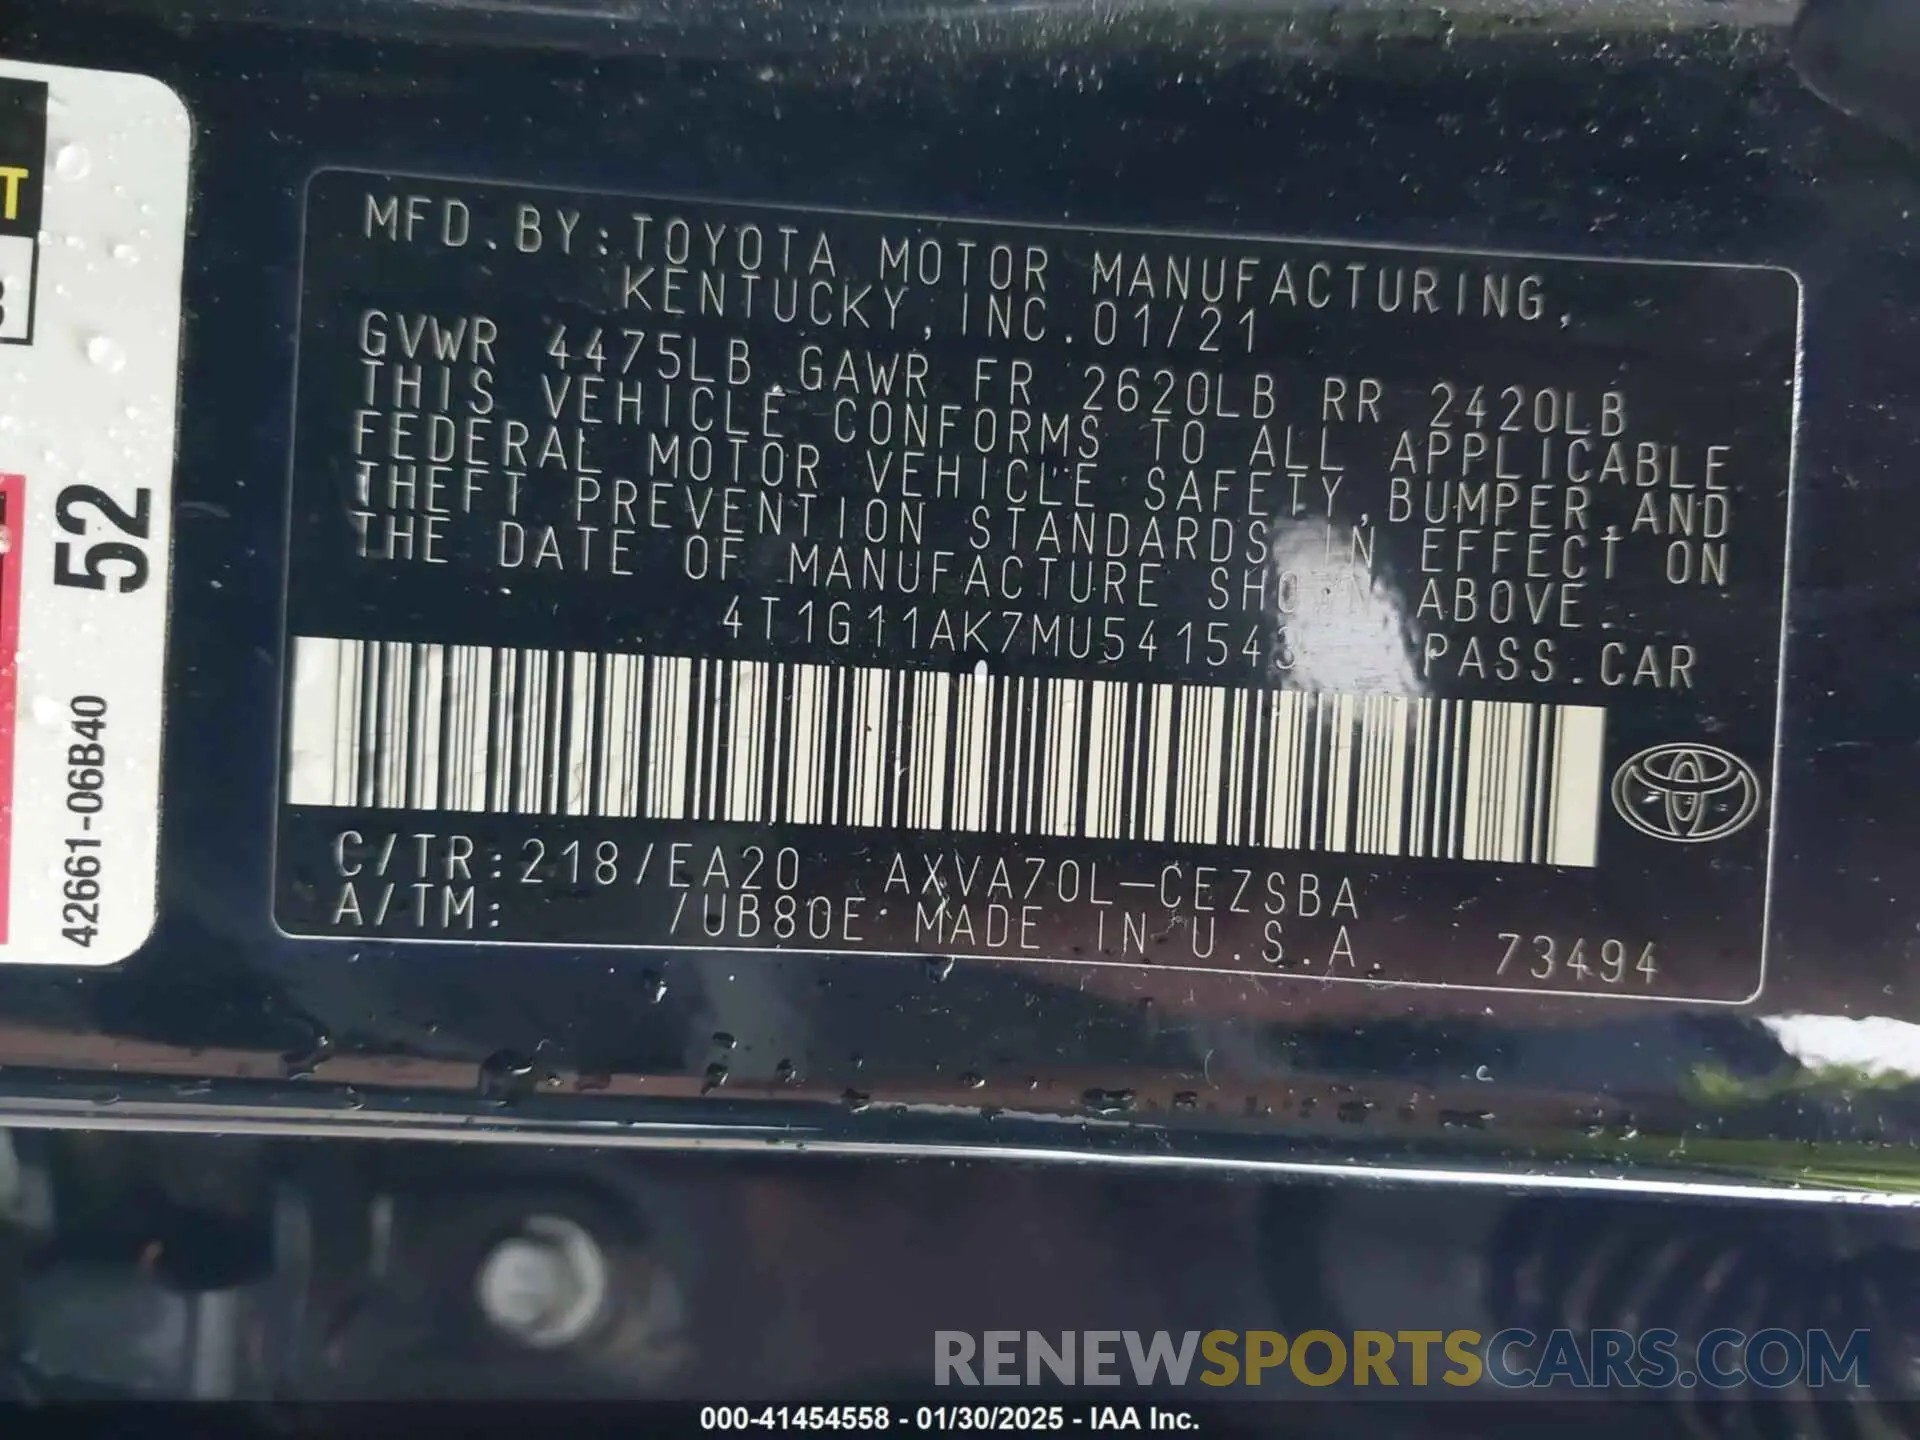 T
52
42661-06B40
MFD.BY:TOYOTA MOTOR MANUFACTURING,
KENTUCKY,INC.01/21
GVWR 4475LB GAWR FR 2620LB RR 2420LB
THIS VEHICLE CONFORMS TO ALL APPLICABLE
FEDERAL MOTOR VEHICLE SAFETY,BUMPER,AND
THEFT PREVENTION STANDARDS IN EFFECT ON
THE DATE OF MANUFACTURE SHOWN ABOVE.
PASS.CAR
C/TR:218/EA20 AXVA70L-CEZSBA
A/TM: /UB80E MADE IN U.S.A. 73494
RENEWSPORTSCARS.COM
000-41454558 - 01/30/2025 - IAA Inc.